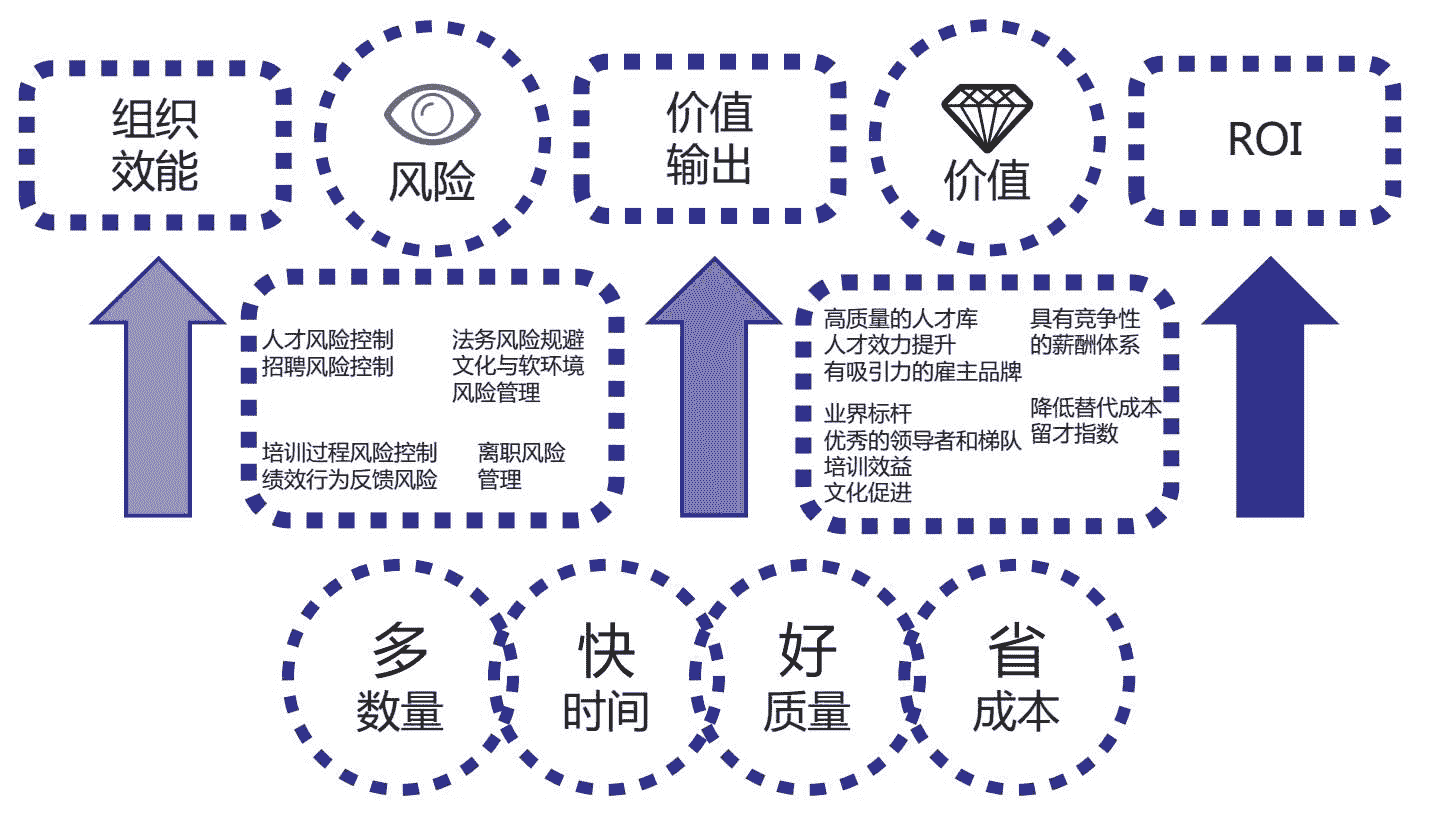 组织
效能
风险
价值
输出
价值
ROI
人才风险控制
招聘风险控制
法务风险规避
文化与软环境
风险管理
培训过程风险控制
绩效行为反馈风险
离职风险
管理
高质量的人才库
人才效力提升
有吸引力的雇主品牌
具有竞争性
的薪酬体系
业界标杆
优秀的领导者和梯队
培训效益
文化促进
降低替代成本
留才指数
多
数量
快
时间
好
质量
省
成本